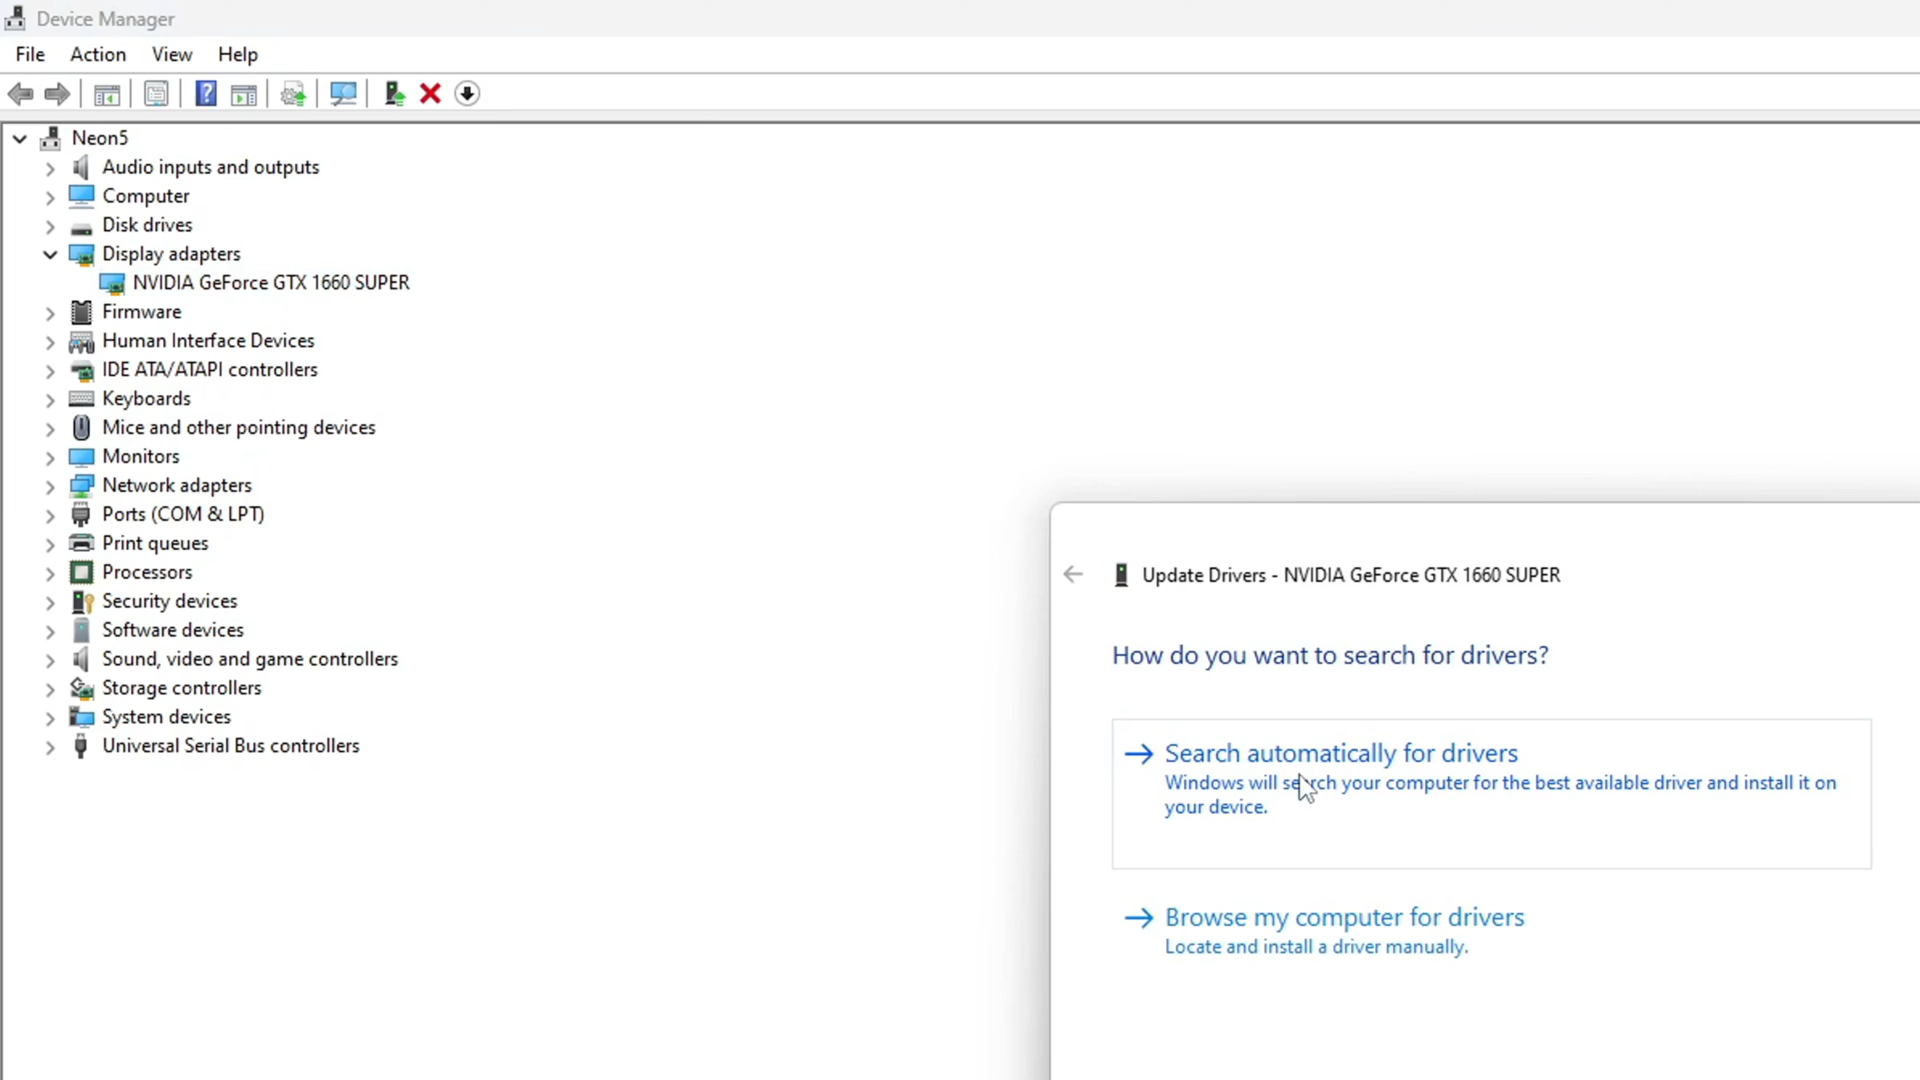 Device Manager
File Action View Help
Neon5
Audio inputs and outputs
Computer
Disk drives
Display adapters
NVIDIA GeForce GTX 1660 SUPER
Firmware
Human Interface Devices
IDE ATA/ATAPI controllers
Keyboards
Mice and other pointing devices
Monitors
Network adapters
Ports (COM & LPT)
Print queues
Processors
Security devices
Software devices
Sound, video and game controllers
Storage controllers
System devices
Universal Serial Bus controllers
Update Drivers - NVIDIA GeForce GTX 1660 SUPER
How do you want to search for drivers?
Search automatically for drivers
Windows will search your computer for the best available driver and install it on
your device.
Browse my computer for drivers
Locate and install a driver manually.